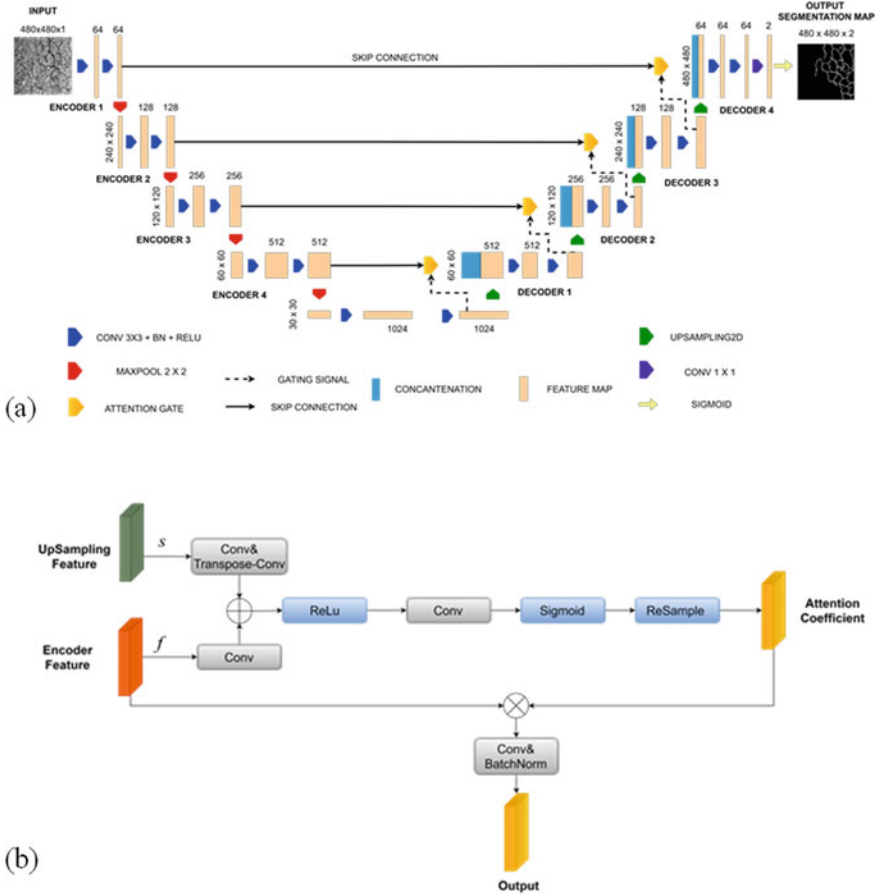 INPUT
480x480x1
64 64
SKIP CONNECTION
ENCODER 1
OUTPUT
SEGMENTATION MAP
480 x 480 x 2
64 64 64 2
480 x 480
DECODER 4
128 128
240 x 240
ENCODER 2
128 128
240 x 240
DECODER 3
256 256
120 x 120
ENCODER 3
256 256
120 x 120
DECODER 2
512 512
60 x 60
ENCODER 4
512 512
60 x 60
DECODER 1
30 x 30
1024
1024
CONV 3X3 + BN + RELU
MAXPOOL 2 X 2
ATTENTION GATE
GATING SIGNAL
SKIP CONNECTION
CONCANTENATION
FEATURE MAP
UPSAMPLING2D
CONV 1 X 1
SIGMOID
(a)
UpSampling
Feature
s
Conv&
Transpose-Conv
ReLu
Conv
Sigmoid
ReSample
Attention
Coefficient
Encoder
Feature
f
Conv
Conv&
BatchNorm
Output
(b)